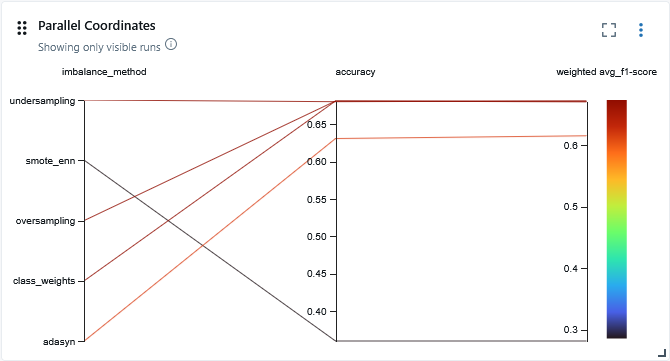 Parallel Coordinates
Showing only visible runs
imbalance_method
accuracy
weighted avg_f1-score
undersampling
smote_enn
oversampling
class_weights
adasyn
0.65
0.60
0.55
0.50
0.45
0.40
0.6
0.5
0.4
0.3